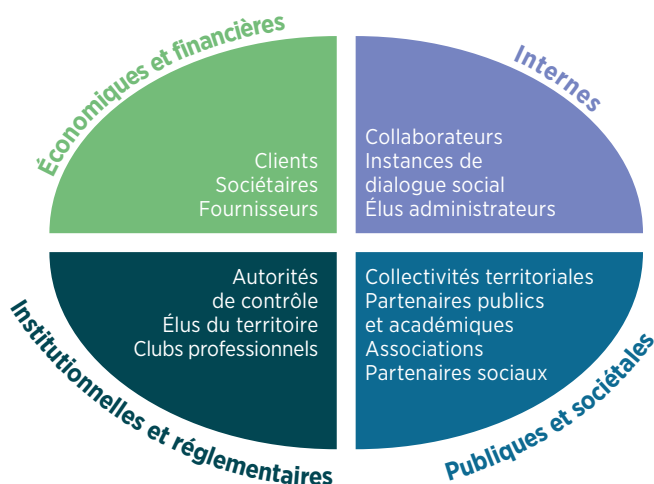 Économiques et financières
Clients
Sociétaires
Fournisseurs
Internes
Collaborateurs
Instances de
dialogue social
Élus administrateurs
Institutionnelles et réglementaires
Autorités
de contrôle
Élus du territoire
Clubs professionnels
Collectivités territoriales
Partenaires publics
et académiques
Associations
Partenaires sociaux
Publiques et sociétales